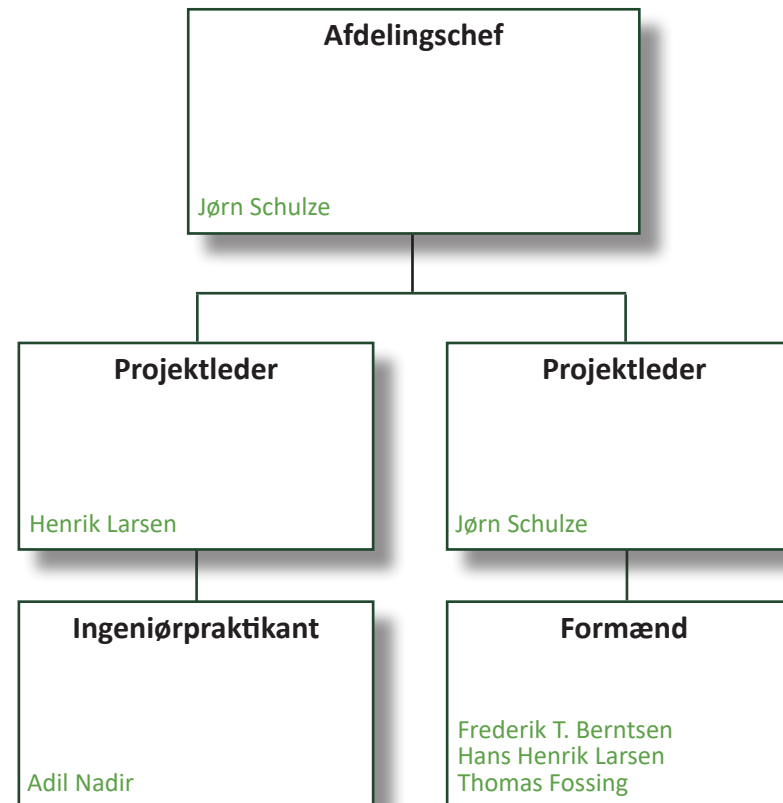 Afdelingschef
Jørn Schulze
Projektleder
Henrik Larsen
Projektleder
Jørn Schulze
Ingeniørpraktikant
Adil Nadir
Formænd
Frederik T. Berntsen
Hans Henrik Larsen
Thomas Fossing